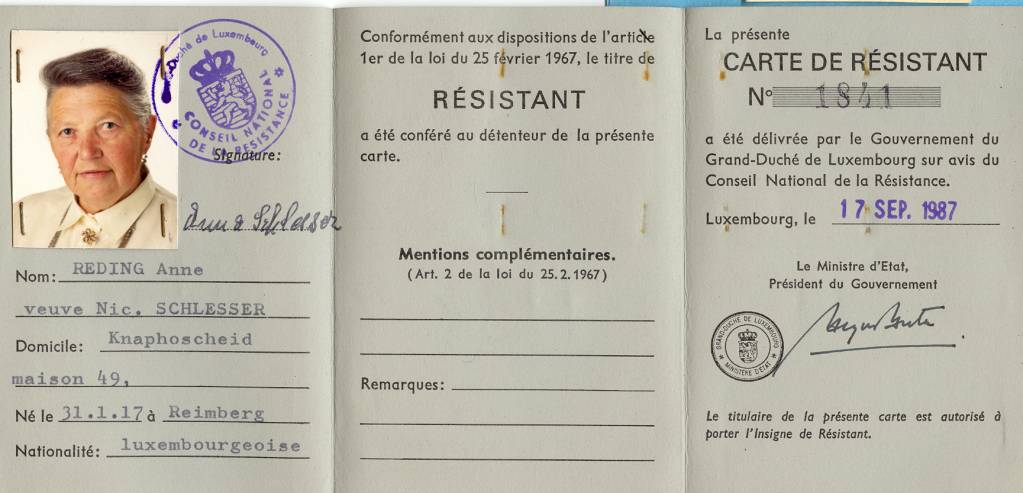 Grand-Duché de Luxembourg
CONSEIL NATIONAL
DE LA RÉSISTANCE
Signature:
Anna Schlesser
Nom: REDING Anne
veuve Nic. SCHLESSER
Domicile: Knaphoscheid
maison 49,
Né le 31.1.17 à Reimberg
Nationalité: luxembourgeoise
Conformément aux dispositions de l'article
1er de la loi du 25 février 1967, le titre de
RÉSISTANT
a été conféré au détenteur de la présente
carte.
Mentions complémentaires.
(Art. 2 de la loi du 25.2.1967)
Remarques:
La présente
CARTE DE RÉSISTANT
No 1841
a été délivrée par le Gouvernement du
Grand-Duché de Luxembourg sur avis du
Conseil National de la Résistance.
Luxembourg, le 17 SEP. 1987
Le Ministre d'Etat,
Président du Gouvernement
GRAND-DUCHÉ DE LUXEMBOURG
MINISTÈRE D'ÉTAT
Le titulaire de la présente carte est autorisé à
porter l'Insigne de Résistant.